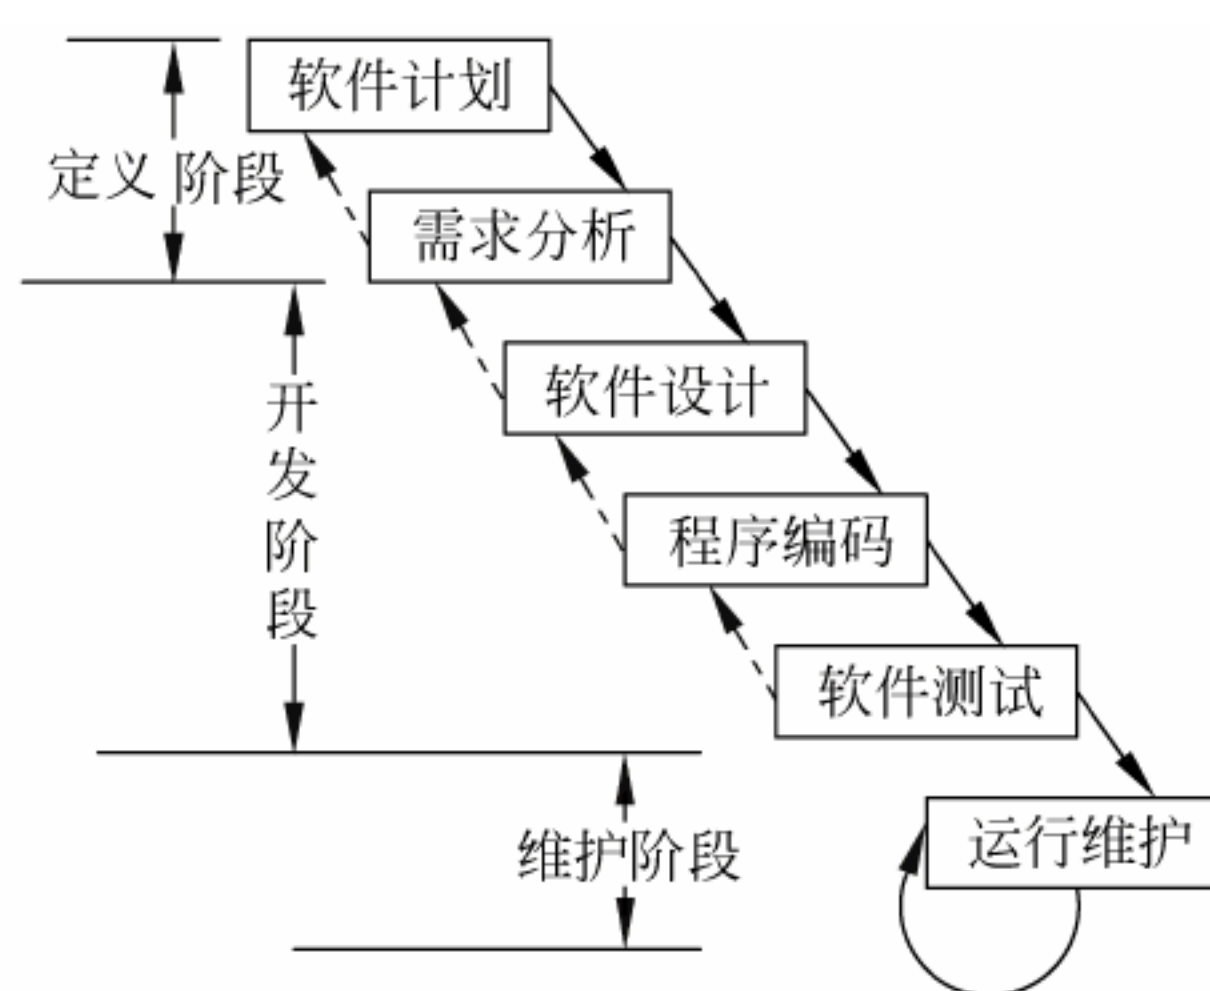 软件计划
定义阶段
需求分析
开发阶段
软件设计
程序编码
软件测试
维护阶段
运行维护